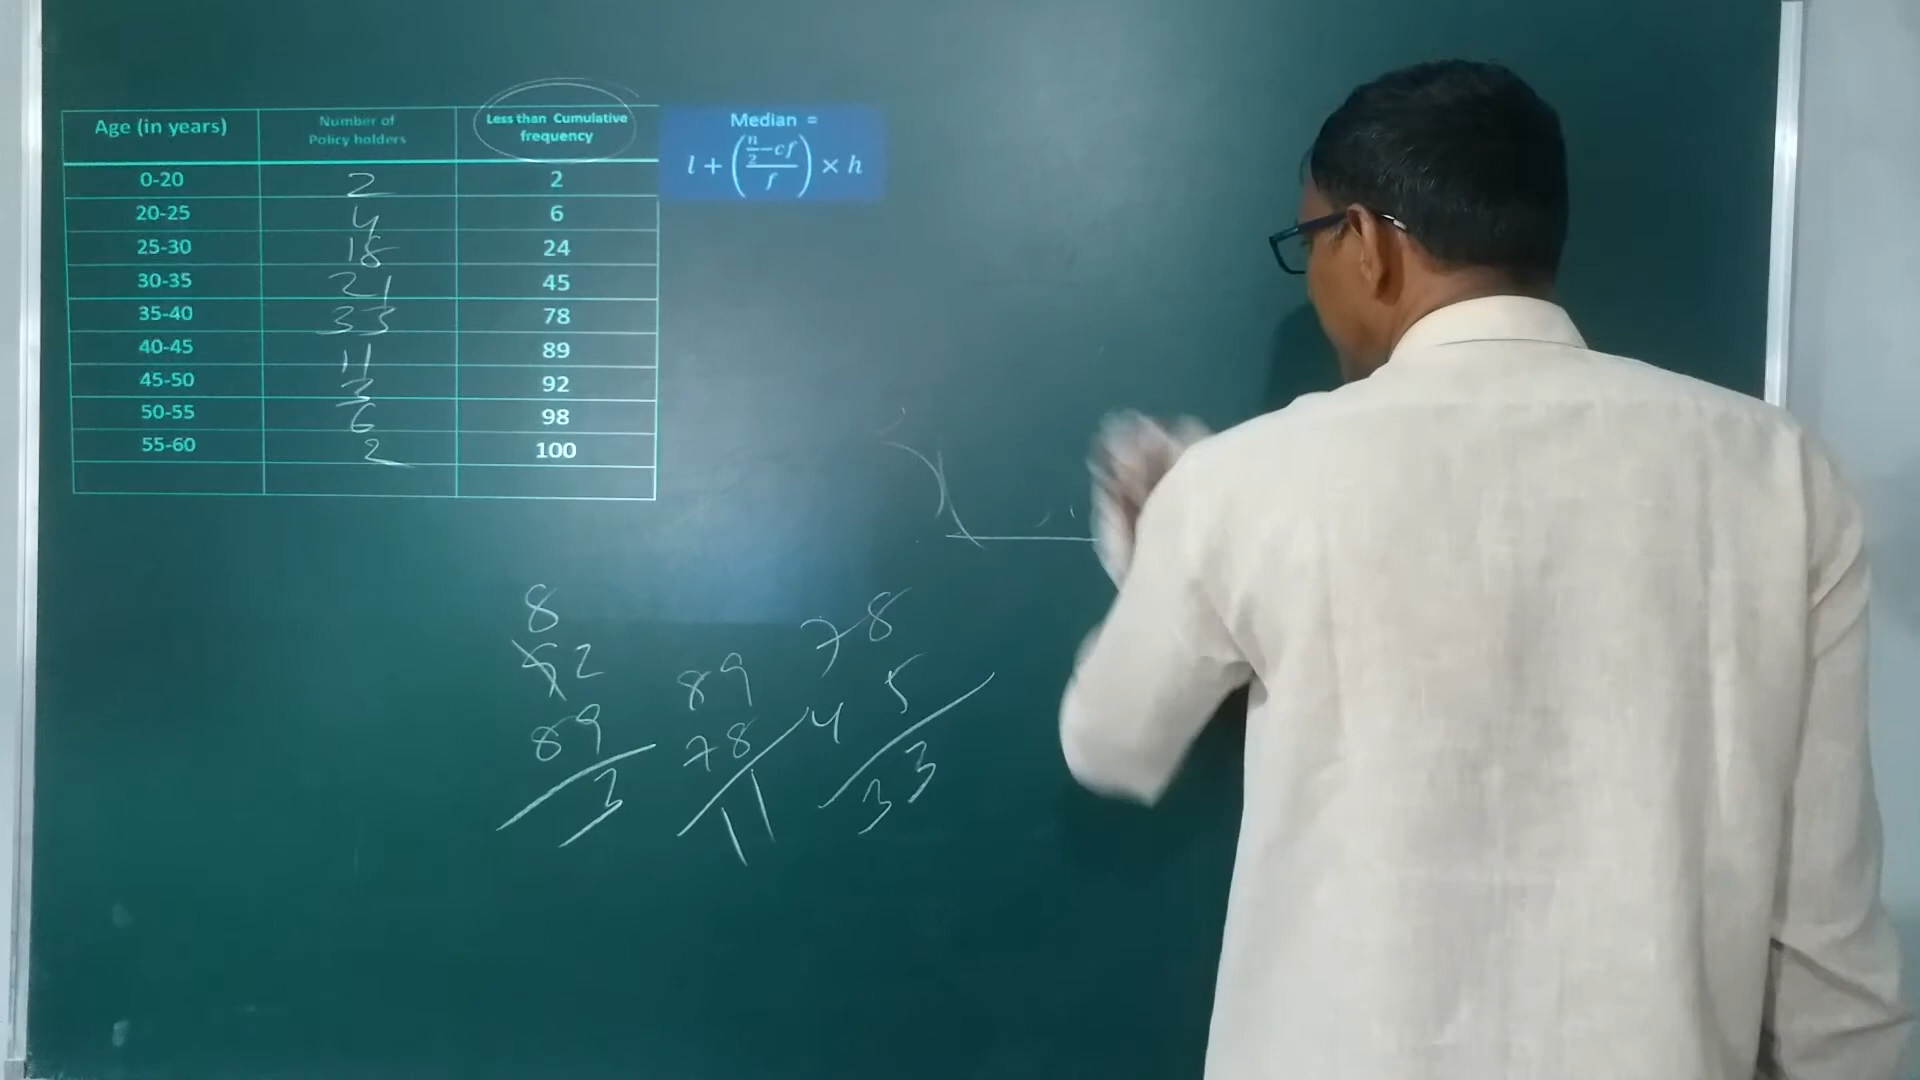 Age (in years) Number of Policy holders Less than Cumulative frequency
0-20 2 2
20-25 4 6
25-30 18 24
30-35 21 45
35-40 33 78
40-45 11 89
45-50 3 92
50-55 6 98
55-60 2 100
Median =
l + ( (n/2 − cf) / f ) × h
8
92
89
3
89
78
11
78
45
33